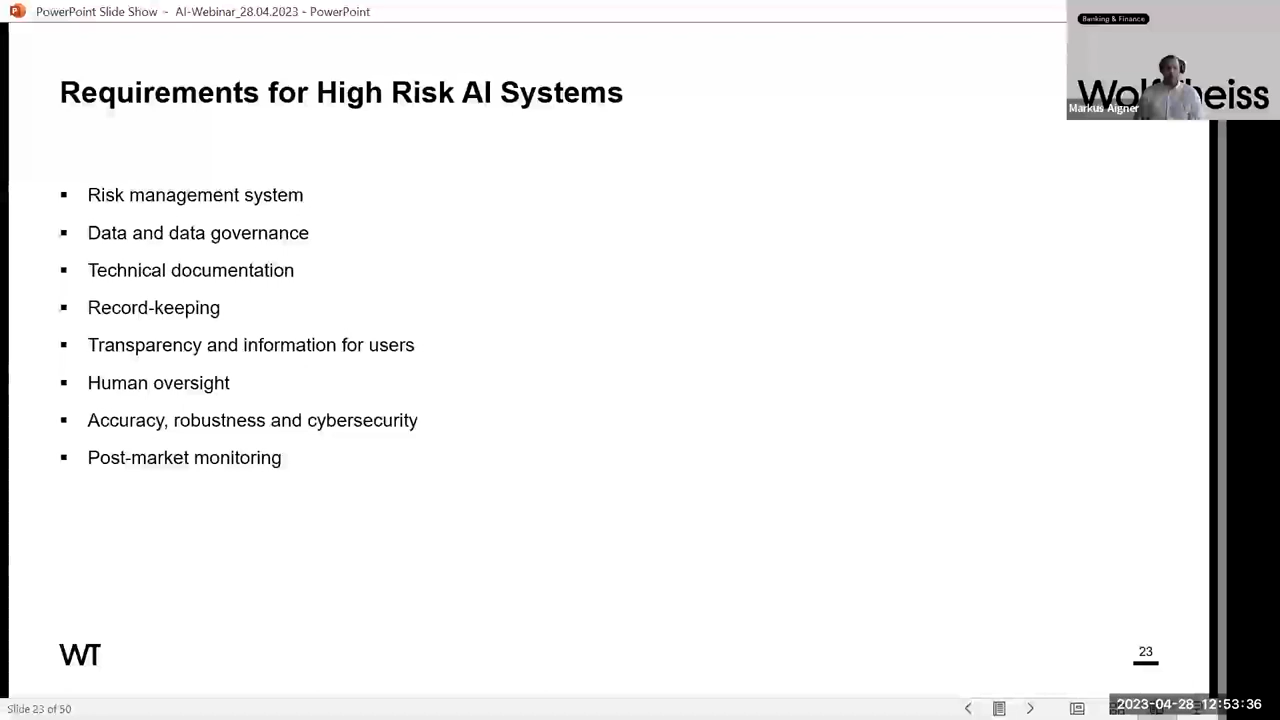 PowerPoint Slide Show - AI-Webinar_28.04.2023 - PowerPoint
Banking & Finance
Markus Aigner
Requirements for High Risk AI Systems
▪ Risk management system
▪ Data and data governance
▪ Technical documentation
▪ Record-keeping
▪ Transparency and information for users
▪ Human oversight
▪ Accuracy, robustness and cybersecurity
▪ Post-market monitoring
WT
23
Slide 23 of 50
2023-04-28 12:53:36